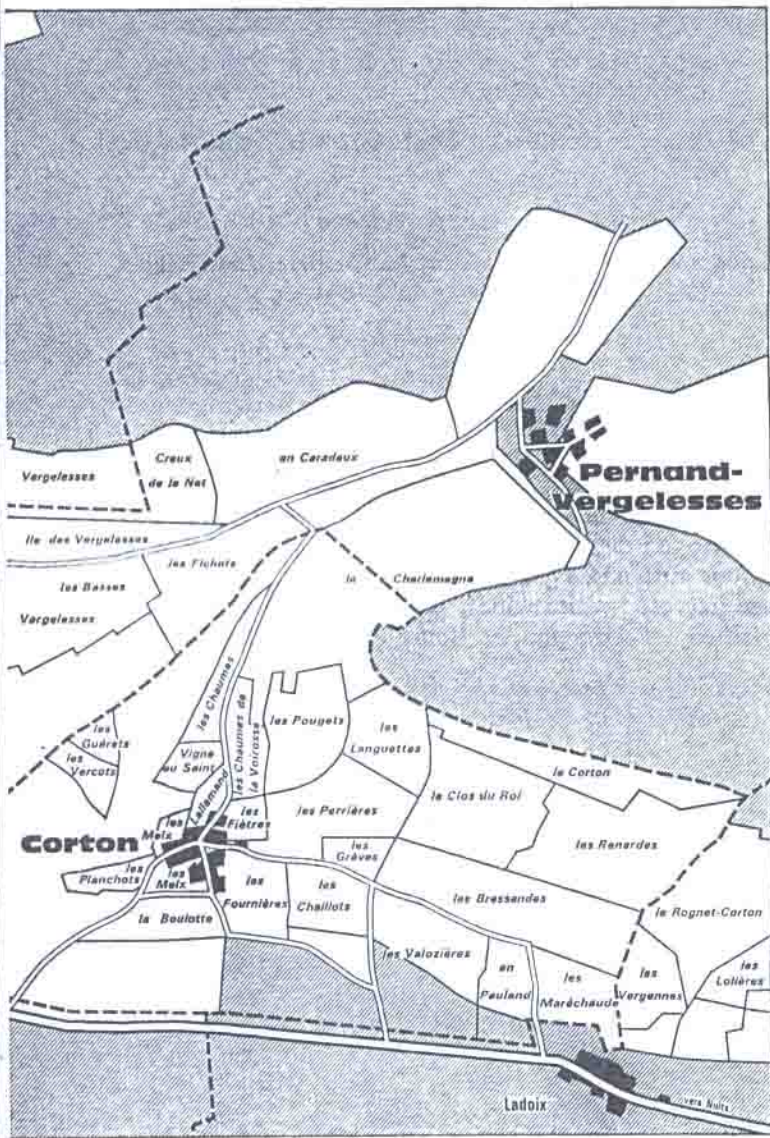 Pernand-
Vergelesses
Vergelesses
Creux
de la Net
en Caradeux
Ile des Vergelesses
les Fichots
les Basses
Vergelesses
la Charlemagne
les Chaumes
les Chaumes de
la Voirosse
les Pougets
les
Languettes
les
Guérets
les
Vercots
Vigne
au Saint
Lallemand
le Corton
le Clos du Roi
les Renardes
les Perrières
les
Fiètres
les
Meix
Corton
les
Grèves
les
Planchots
les
Meix
les
Fournières
les
Chaillots
les Bressandes
le Rognet-Corton
la Boulotte
les Valozières
en
Pauland
les
Maréchaude
les
Vergennes
les
Lolières
Ladoix
vers Nuits